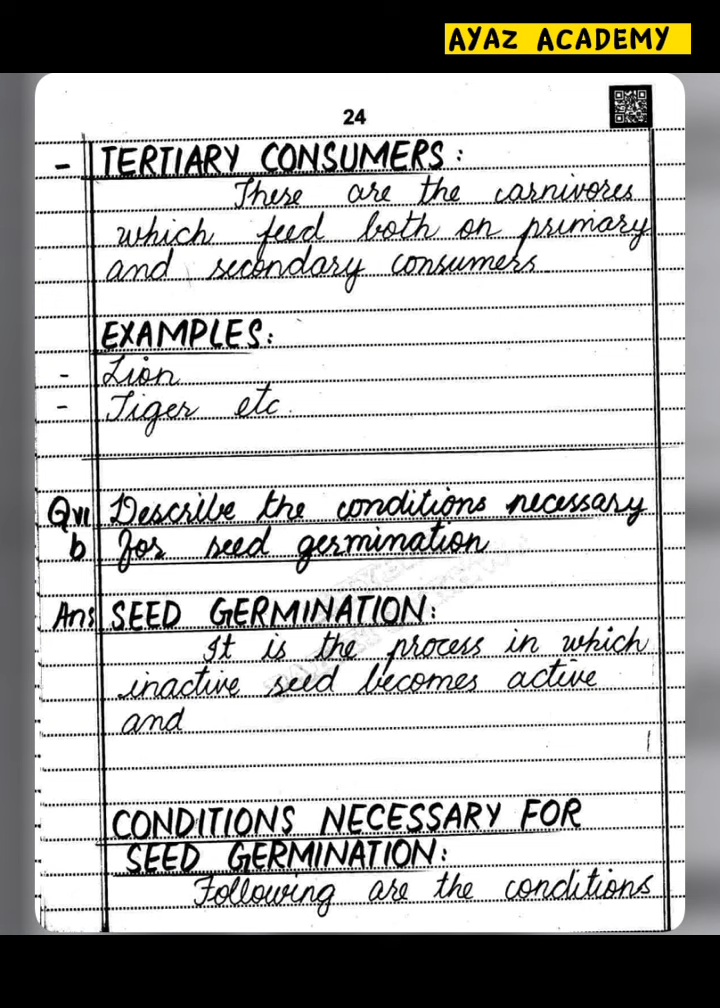 AYAZ ACADEMY
24
- TERTIARY CONSUMERS:
These are the carnivores
which feed both on primary
and secondary consumers
EXAMPLES:
- Lion
- Tiger etc.
Qvi Describe the conditions necessary
b for seed germination
Ans SEED GERMINATION:
It is the process in which
inactive seed becomes active
and
CONDITIONS NECESSARY FOR
SEED GERMINATION:
Following are the conditions